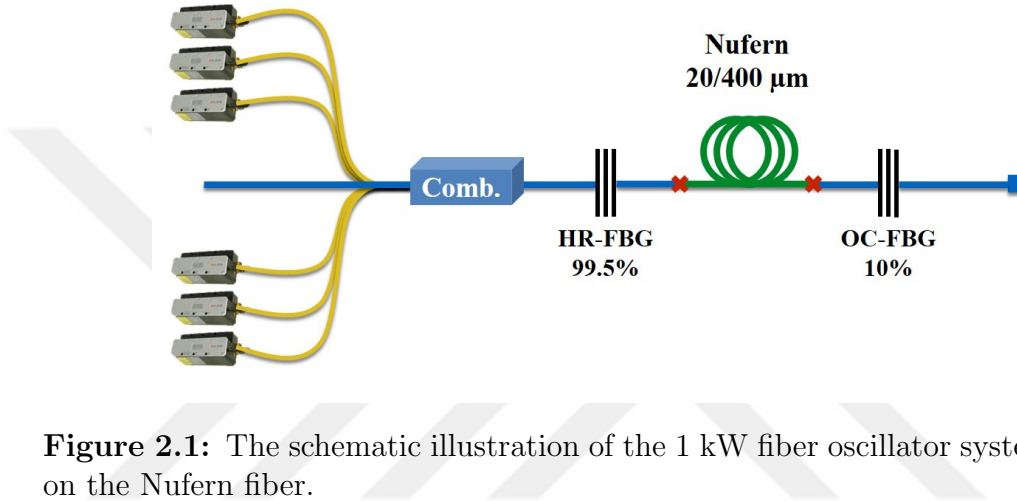 Nufern
20/400 μm
Comb.
HR-FBG
99.5%
OC-FBG
10%
Figure 2.1: The schematic illustration of the 1 kW fiber oscillator syste
on the Nufern fiber.